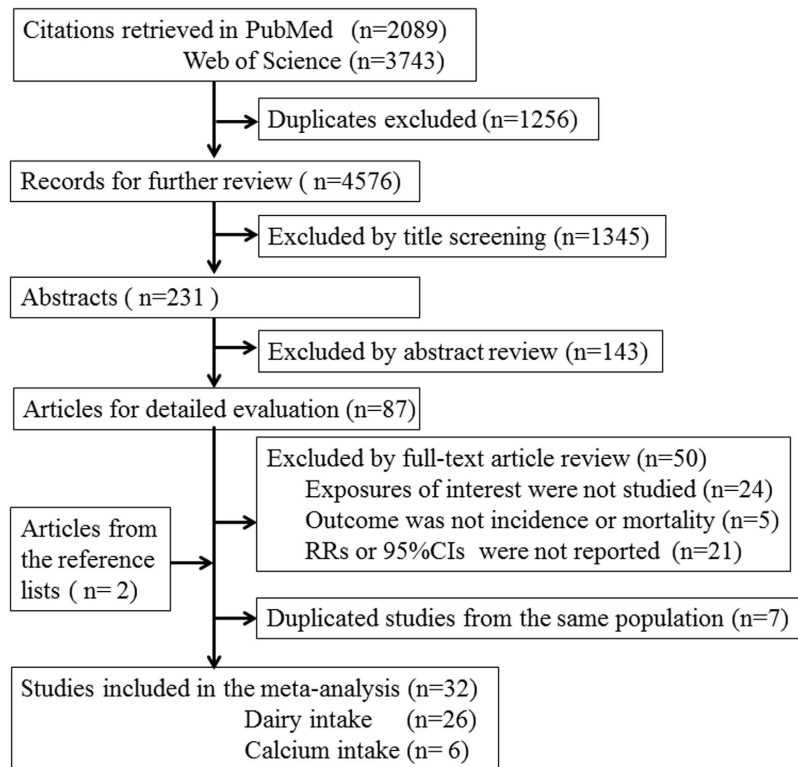 Citations retrieved in PubMed (n=2089)
Web of Science (n=3743)
Duplicates excluded (n=1256)
Records for further review ( n=4576)
Excluded by title screening (n=1345)
Abstracts ( n=231 )
Excluded by abstract review (n=143)
Articles for detailed evaluation (n=87)
Excluded by full-text article review (n=50)
Exposures of interest were not studied (n=24)
Outcome was not incidence or mortality (n=5)
RRs or 95%CIs were not reported (n=21)
Articles from
the reference
lists ( n= 2)
Duplicated studies from the same population (n=7)
Studies included in the meta-analysis (n=32)
Dairy intake (n=26)
Calcium intake (n= 6)